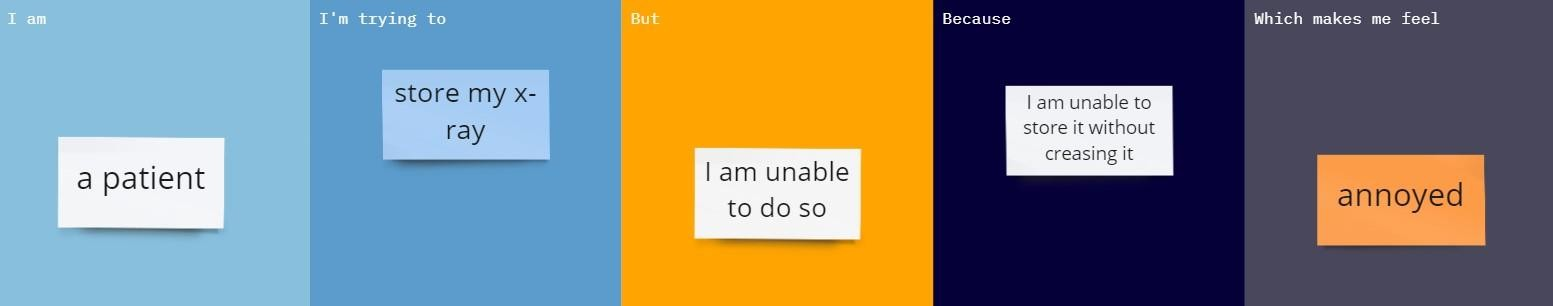 I am
a patient
I'm trying to
store my x-
ray
But
I am unable
to do so
Because
I am unable to
store it without
creasing it
Which makes me feel
annoyed